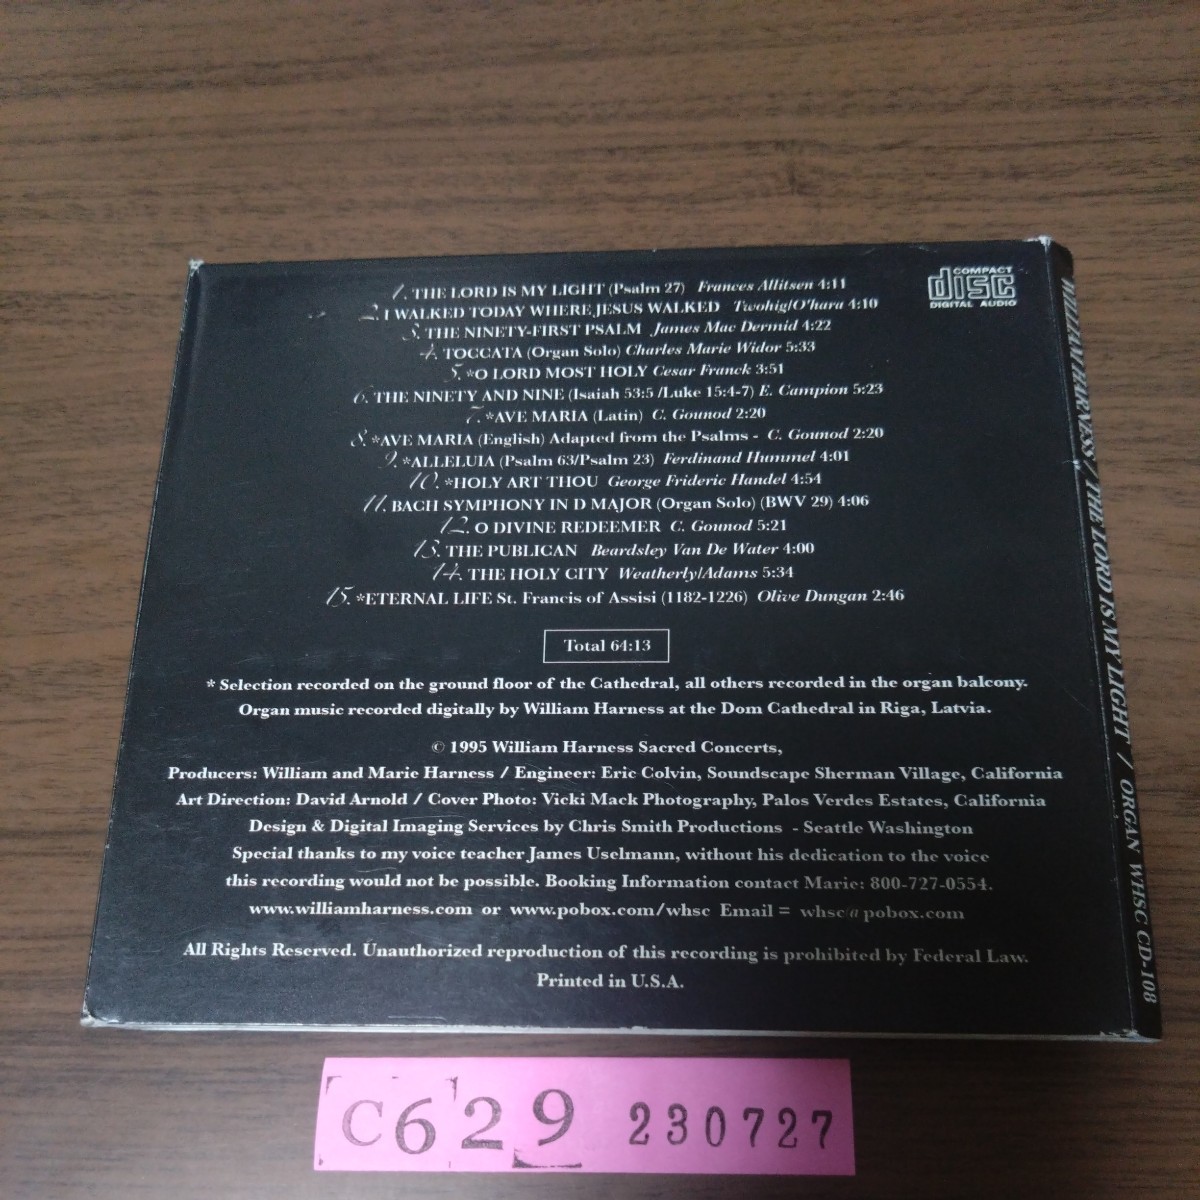 1. THE LORD IS MY LIGHT (Psalm 27) Frances Allitsen 4:11
2. I WALKED TODAY WHERE JESUS WALKED Twohig/O'hara 4:10
3. THE NINETY-FIRST PSALM James Mac Dermid 4:22
4. TOCCATA (Organ Solo) Charles Marie Widor 5:33
5. *O LORD MOST HOLY Cesar Franck 3:51
6. THE NINETY AND NINE (Isaiah 53:5 /Luke 15:4-7) E. Campion 5:23
7. *AVE MARIA (Latin) C. Gounod 2:20
8. *AVE MARIA (English) Adapted from the Psalms - C. Gounod 2:20
9. *ALLELUIA (Psalm 63/Psalm 23) Ferdinand Hummel 4:01
10. *HOLY ART THOU George Frideric Handel 4:54
11. BACH SYMPHONY IN D MAJOR (Organ Solo) (BWV 29) 4:06
12. O DIVINE REDEEMER C. Gounod 5:21
13. THE PUBLICAN Beardsley Van De Water 4:00
14. THE HOLY CITY Weatherly/Adams 5:34
15. *ETERNAL LIFE St. Francis of Assisi (1182-1226) Olive Dungan 2:46
COMPACT
disc
DIGITAL AUDIO
Total 64:13
* Selection recorded on the ground floor of the Cathedral, all others recorded in the organ balcony.
Organ music recorded digitally by William Harness at the Dom Cathedral in Riga, Latvia.
© 1995 William Harness Sacred Concerts,
Producers: William and Marie Harness / Engineer: Eric Colvin, Soundscape Sherman Village, California
Art Direction: David Arnold / Cover Photo: Vicki Mack Photography, Palos Verdes Estates, California
Design & Digital Imaging Services by Chris Smith Productions - Seattle Washington
Special thanks to my voice teacher James Uselmann, without his dedication to the voice
this recording would not be possible. Booking Information contact Marie: 800-727-0554.
www.williamharness.com or www.pobox.com/whsc Email = whsc@pobox.com
All Rights Reserved. Unauthorized reproduction of this recording is prohibited by Federal Law.
Printed in U.S.A.
WILLIAM HARNESS / THE LORD IS MY LIGHT / ORGAN WHSC CD-108
C629 230727